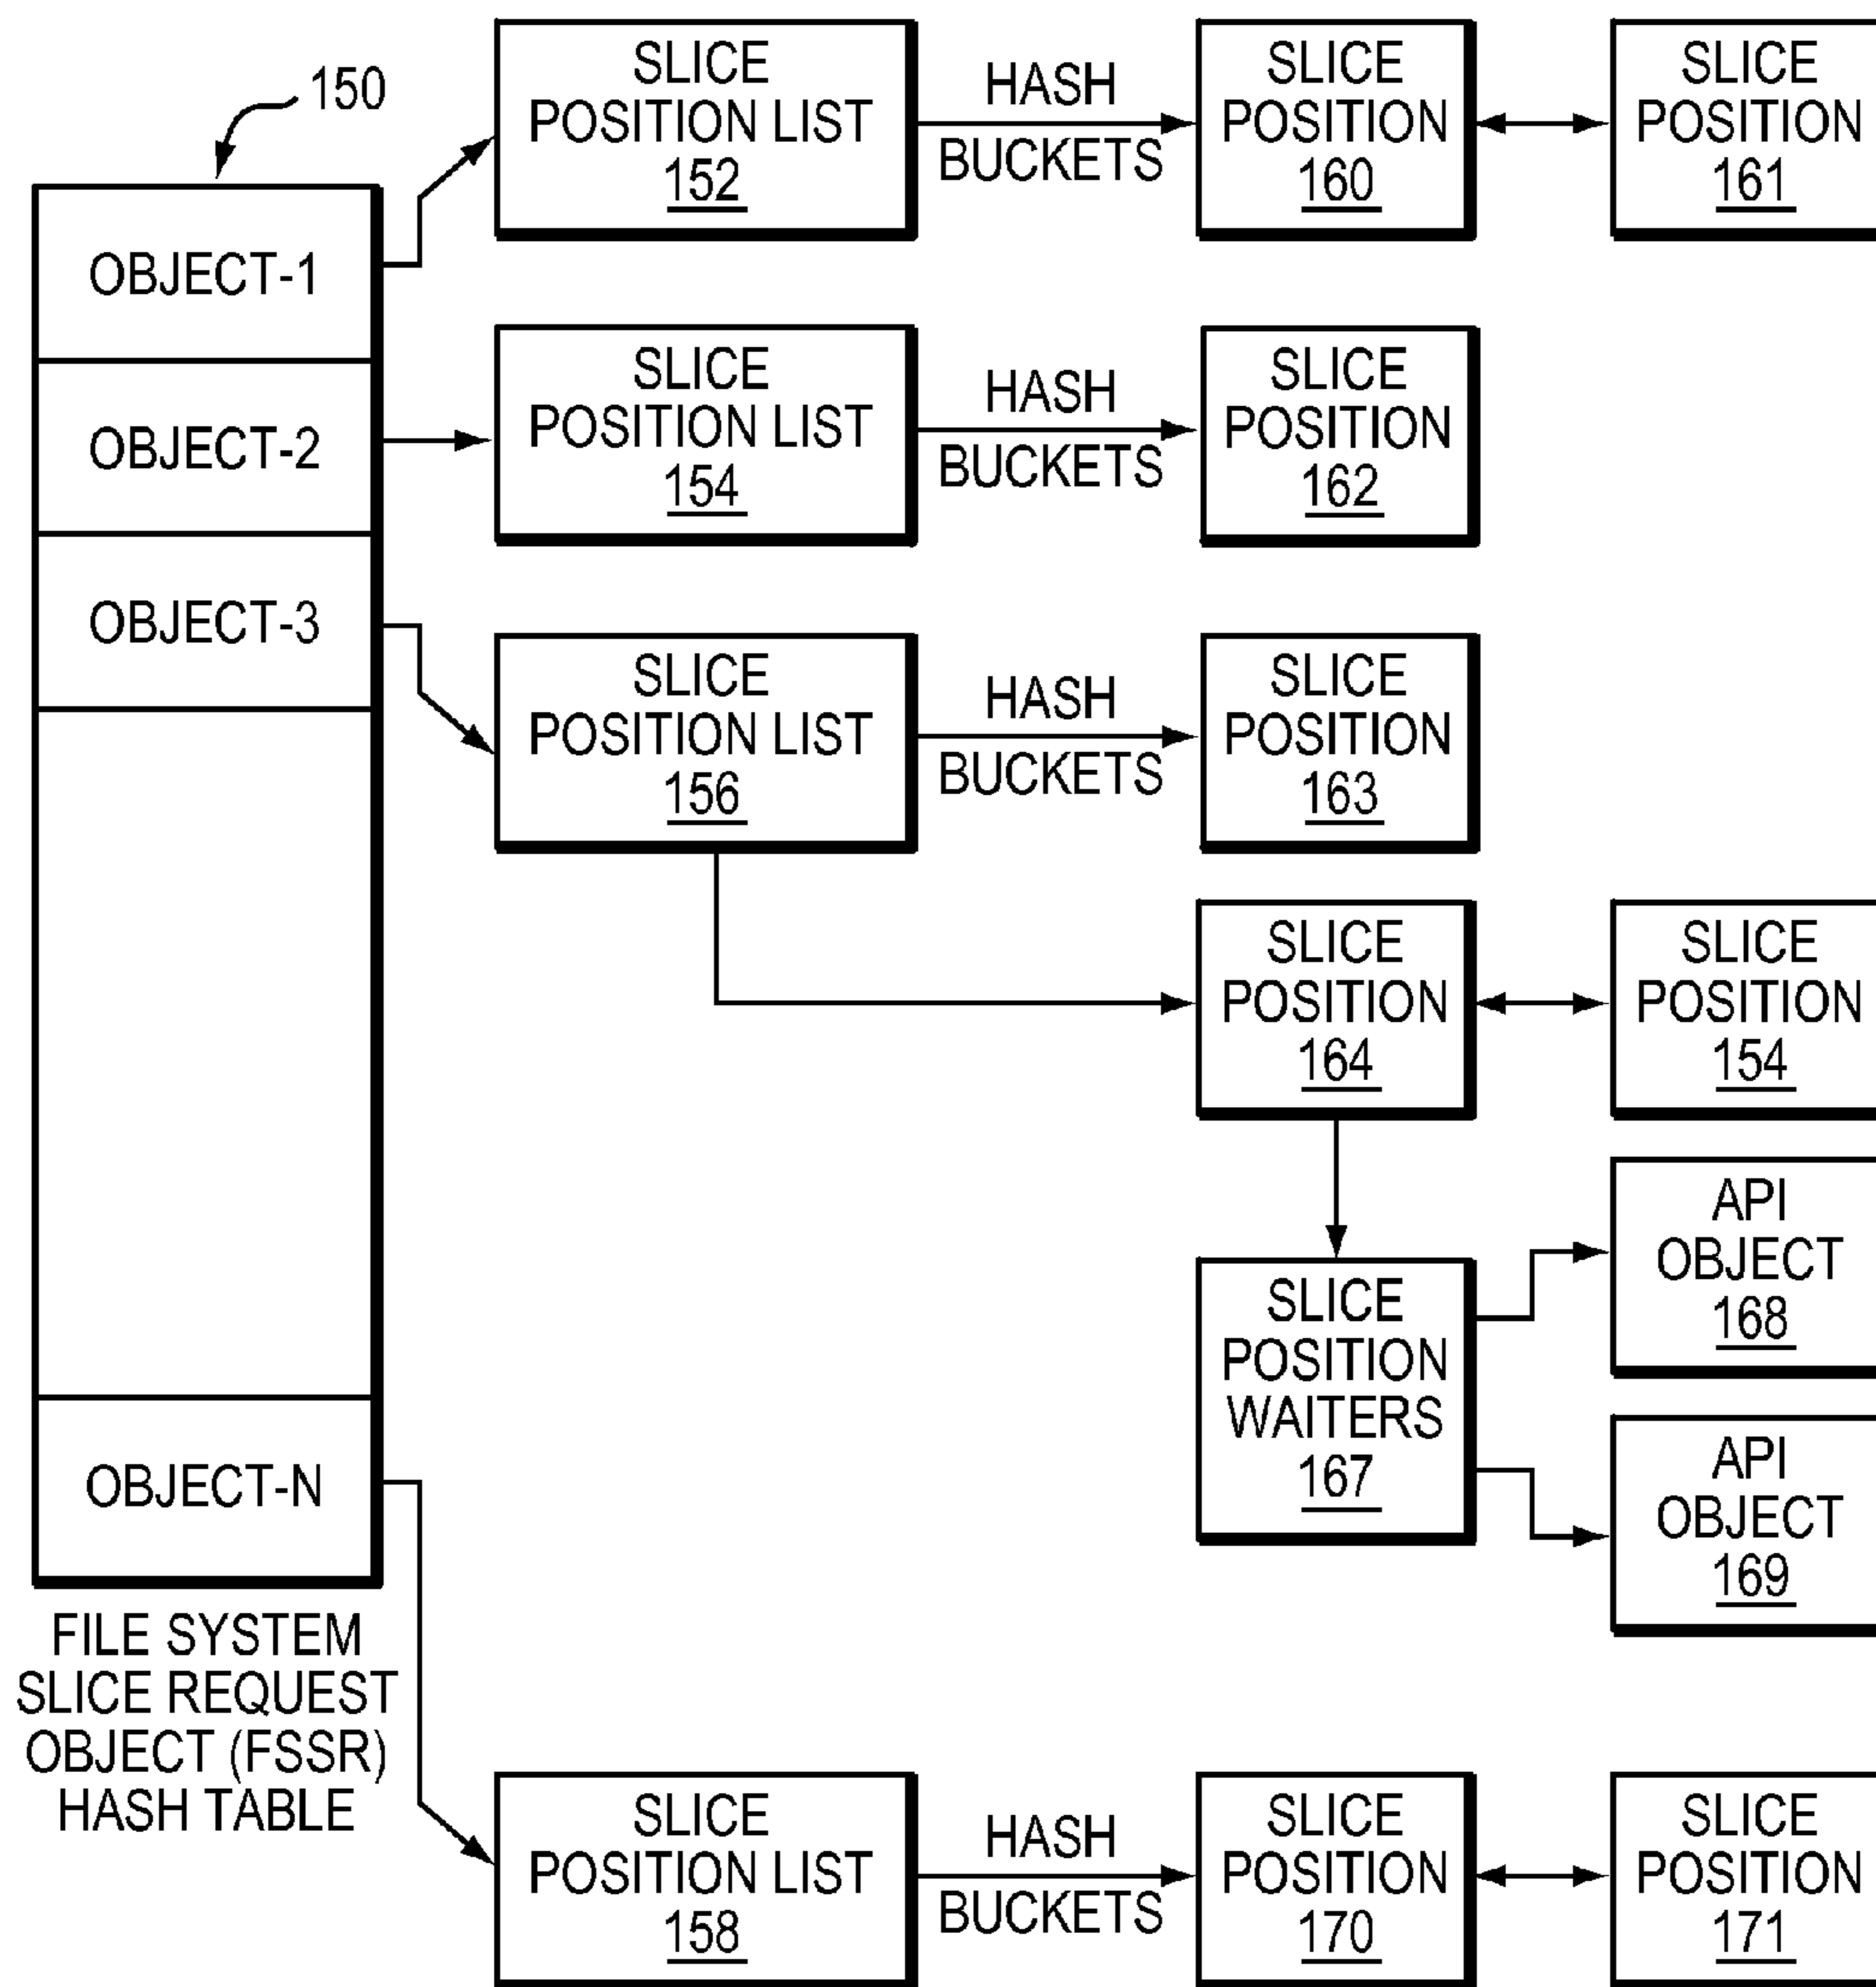 150
OBJECT-1
OBJECT-2
OBJECT-3
OBJECT-N
FILE SYSTEM
SLICE REQUEST
OBJECT (FSSR)
HASH TABLE
SLICE
POSITION LIST
152
HASH
BUCKETS
SLICE
POSITION
160
SLICE
POSITION
161
SLICE
POSITION LIST
154
HASH
BUCKETS
SLICE
POSITION
162
SLICE
POSITION LIST
156
HASH
BUCKETS
SLICE
POSITION
163
SLICE
POSITION
164
SLICE
POSITION
154
SLICE
POSITION
WAITERS
167
API
OBJECT
168
API
OBJECT
169
SLICE
POSITION LIST
158
HASH
BUCKETS
SLICE
POSITION
170
SLICE
POSITION
171